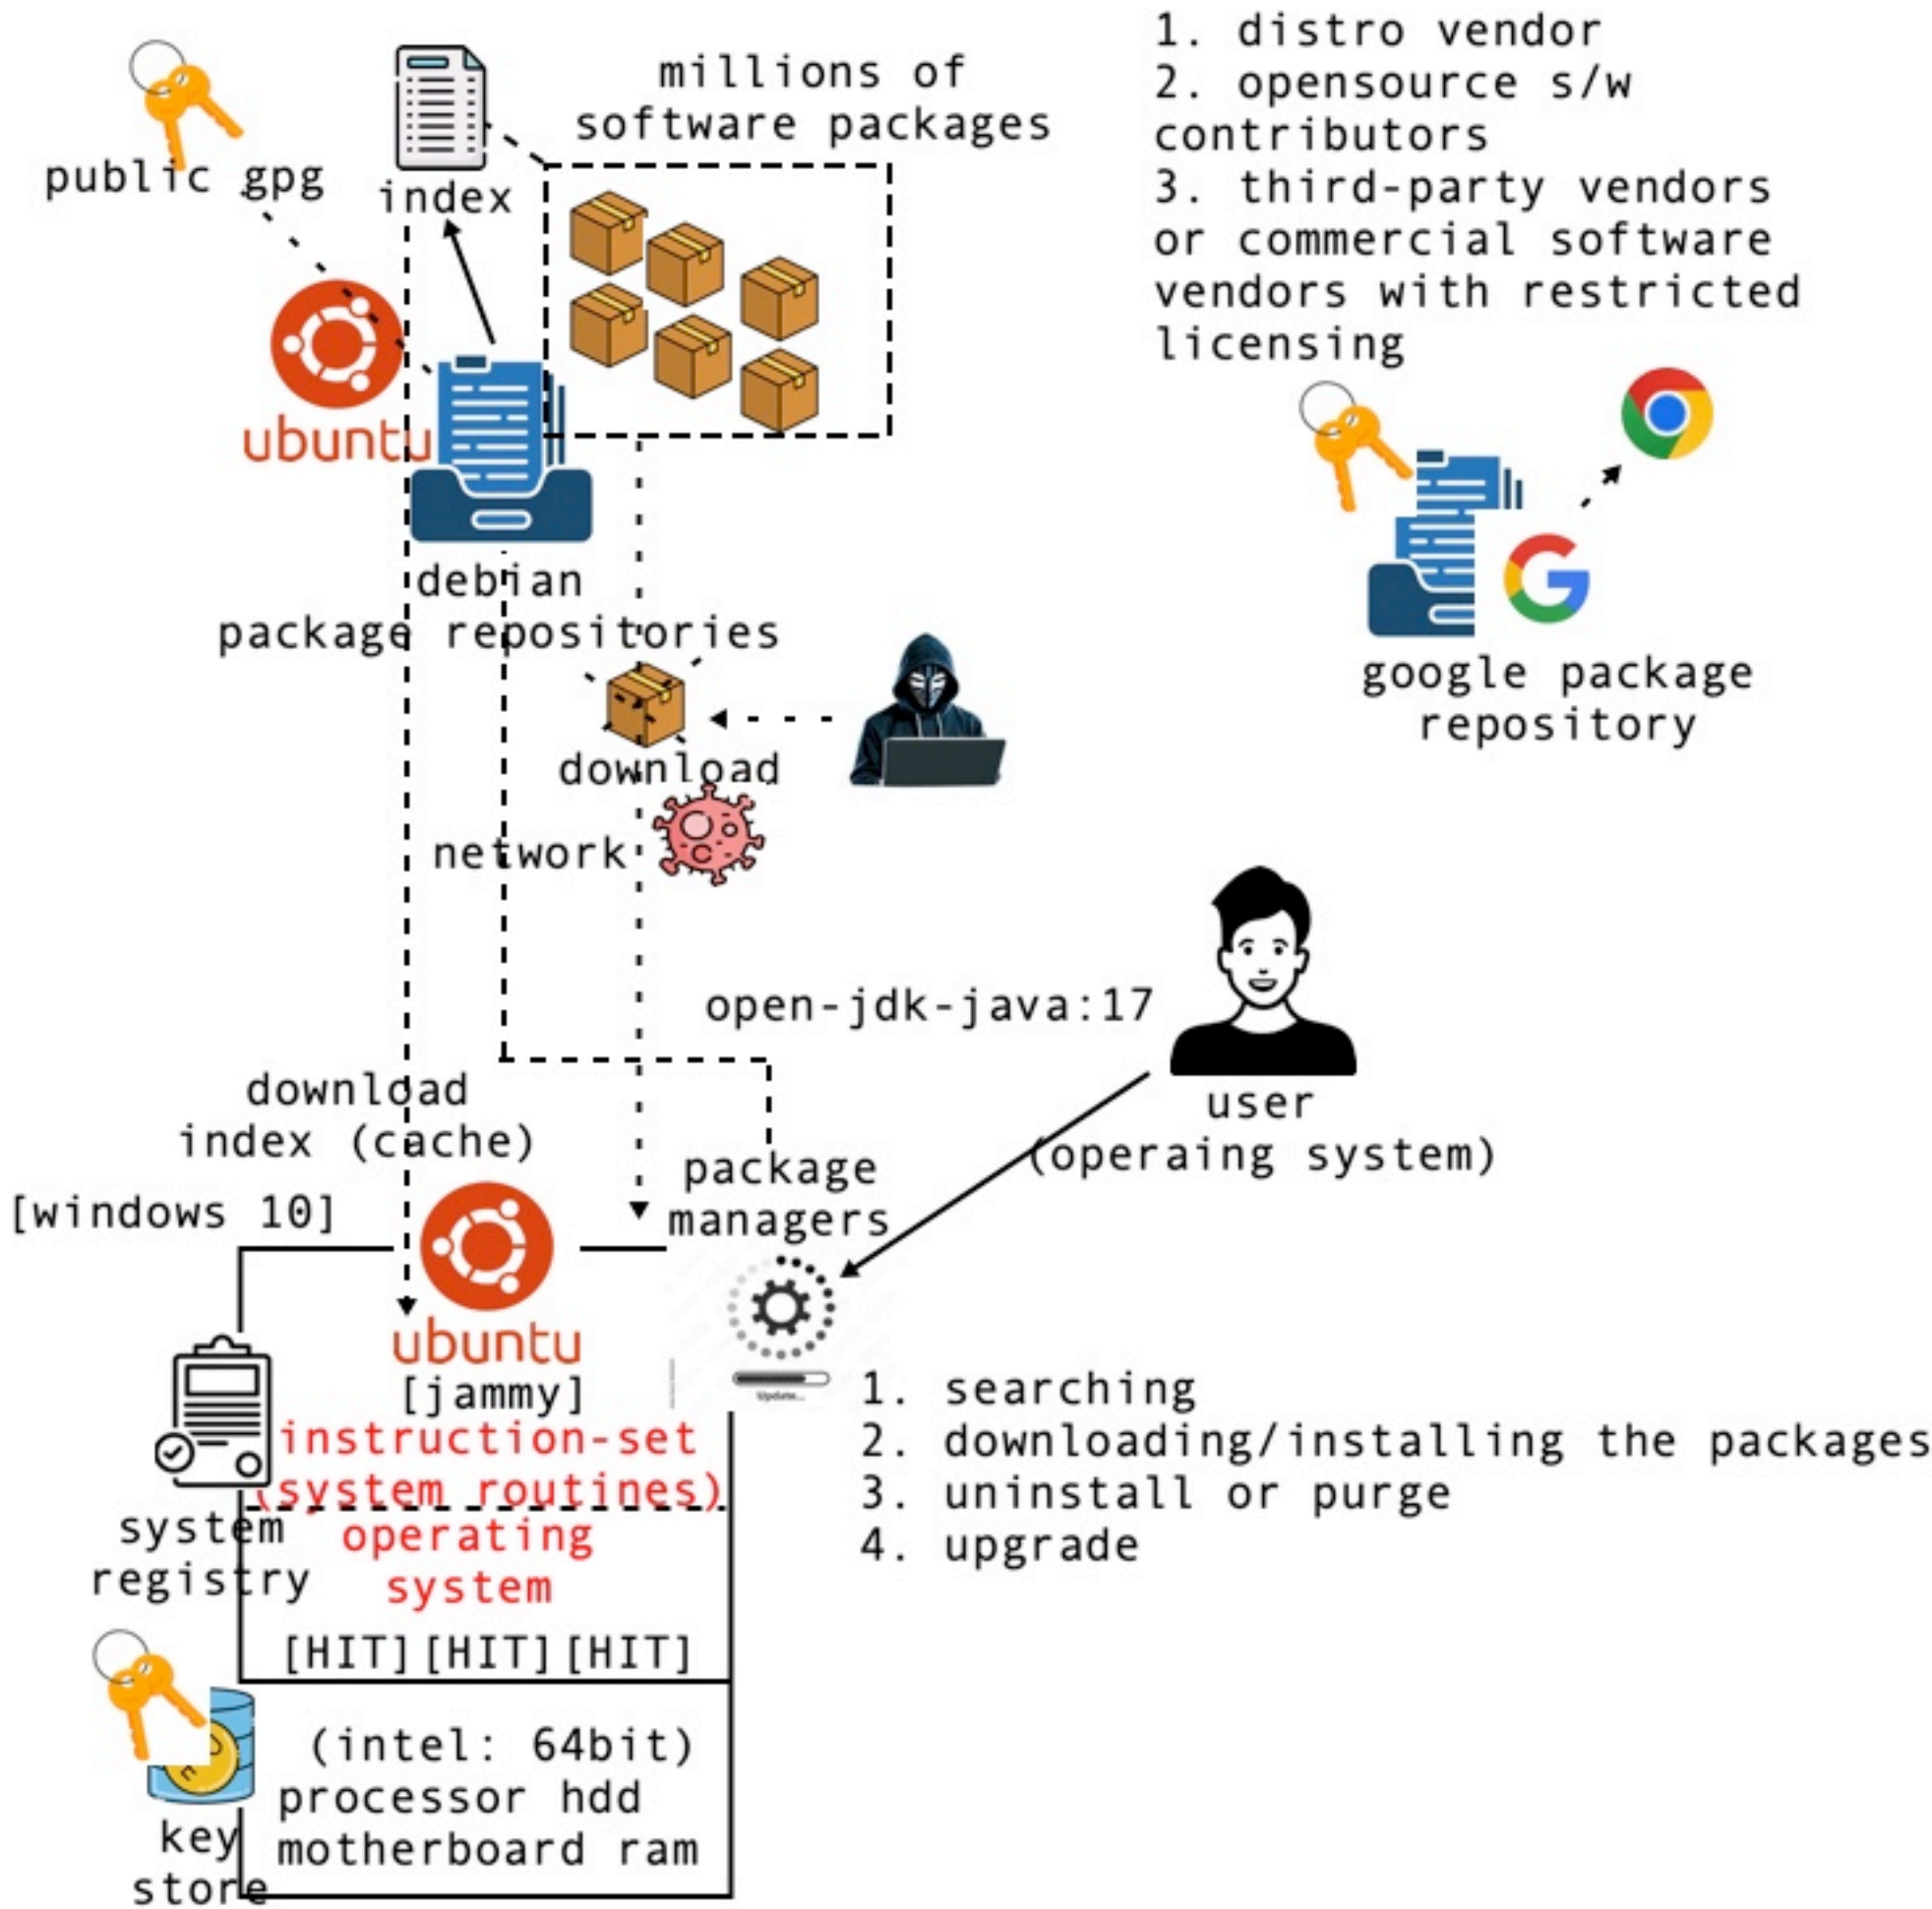 public gpg
index
millions of
software packages
1. distro vendor
2. opensource s/w
contributors
3. third-party vendors
or commercial software
vendors with restricted
licensing
ubuntu
debian
package repositories
google package
repository
download
network
open-jdk-java:17
user
(operaing system)
download
index (cache)
package
managers
[windows 10]
ubuntu
[jammy]
Update...
instruction-set
(system routines)
operating
system
1. searching
2. downloading/installing the packages
3. uninstall or purge
4. upgrade
system
registry
[HIT][HIT][HIT]
(intel: 64bit)
processor hdd
motherboard ram
key
store